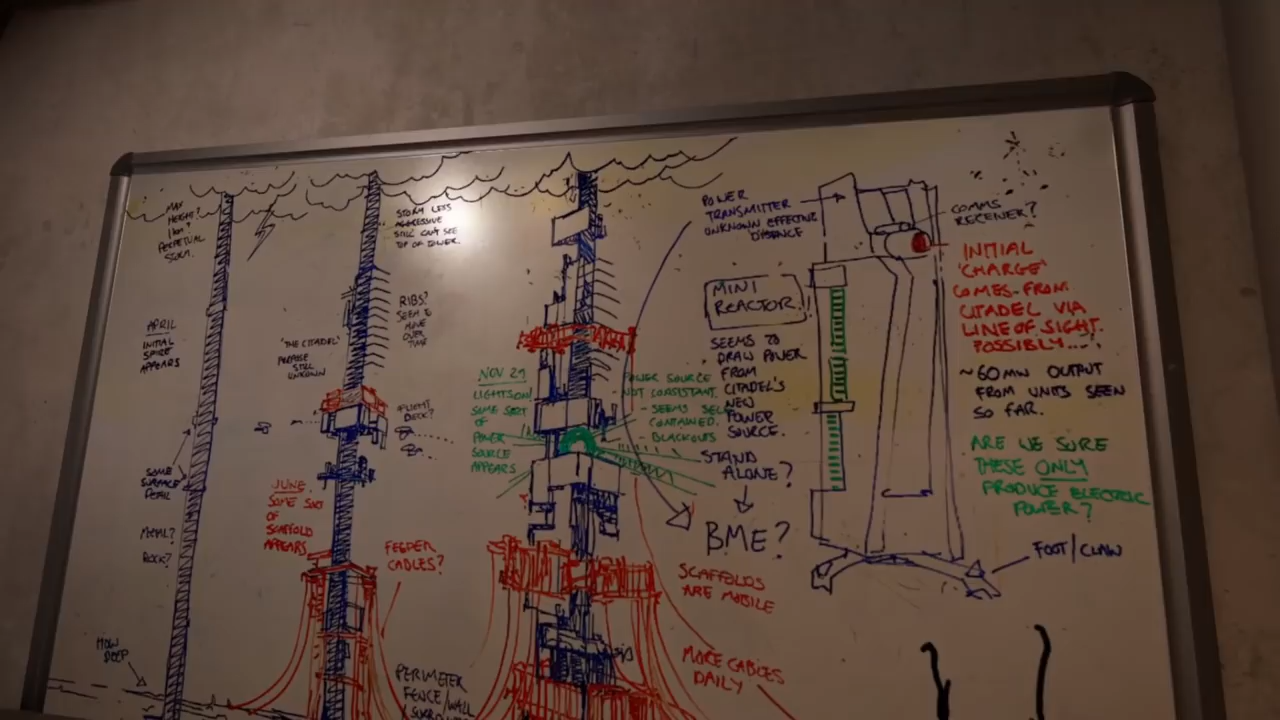 MAX
HEIGHT?
1km?
PERPETUAL
STORM.
STORM LESS
AGGRESSIVE
STILL CAN'T SEE
TOP OF TOWER.
APRIL
INITIAL
SPIRE
APPEARS
SOME
SURFACE
DETAIL
METAL?
ROCK?
HOW
DEEP
"THE CITADEL"
PURPOSE
STILL
UNKNOWN
RIBS?
SEEM TO
MOVE
OVER
TIME
FLIGHT
DECK?
JUNE
SOME SORT
OF
SCAFFOLD
APPEARS
FEEDER
CABLES?
PERIMETER
FENCE/WALL
NOV 29
LIGHTS ON!
SOME SORT
OF
POWER
SOURCE
APPEARS
POWER SOURCE
NOT CONSISTANT.
- SEEMS SELF
CONTAINED.
- BLACKOUTS
SCAFFOLDS
ARE MOBILE
MORE CABLES
DAILY
POWER
TRANSMITTER
UNKNOWN EFFECTIVE
DISTENCE
MINI
REACTOR!
SEEMS TO
DRAW POWER
FROM
CITADEL'S
NEW
POWER
SOURCE.
STAND
ALONE?
BME?
COMMS
RECEIVER?
INITIAL
'CHARGE'
COMES FROM
CITADEL VIA
LINE OF SIGHT.
POSSIBLY....?
~60MW OUTPUT
FROM UNITS SEEN
SO FAR.
ARE WE SURE
THESE ONLY
PRODUCE ELECTRIC
POWER?
FOOT/CLAW